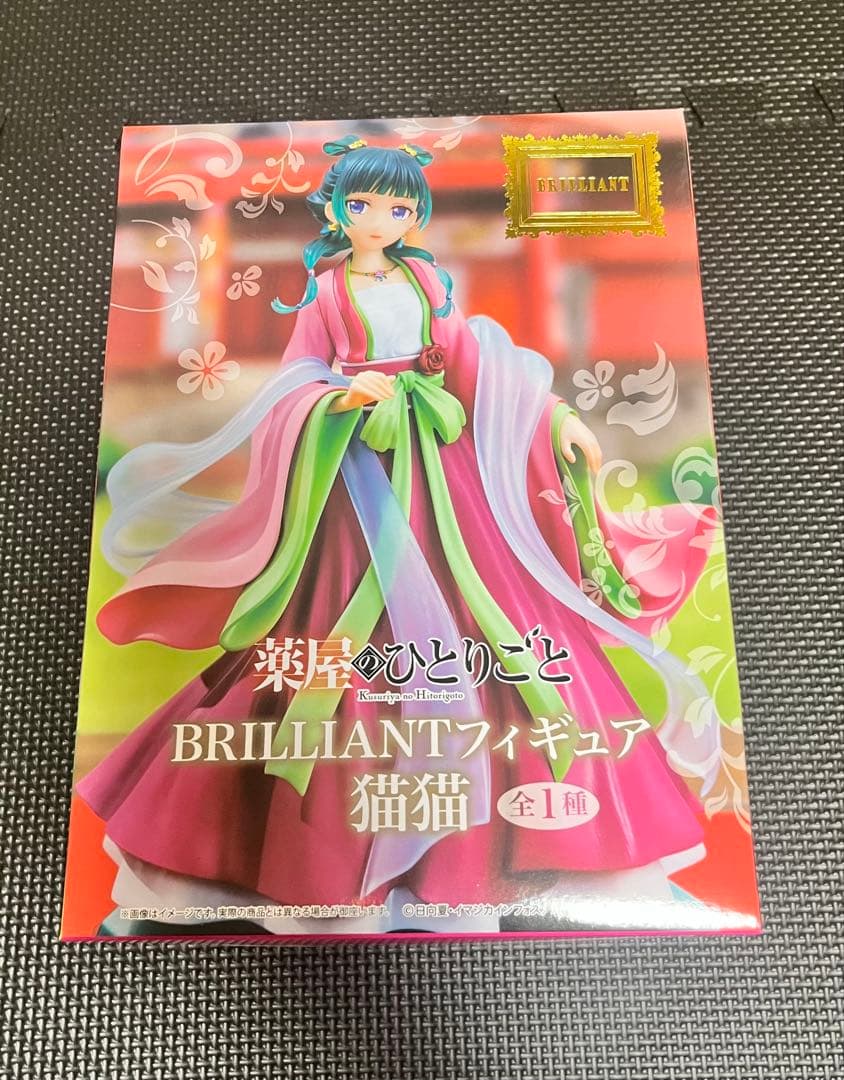 BRILLIANT
薬屋のひとりごと
Kusuriya no Hitorigoto
BRILLIANTフィギュア
猫猫
全1種
※画像はイメージです。実際の商品とは異なる場合が御座います。 ©日向夏・イマジカインフォス